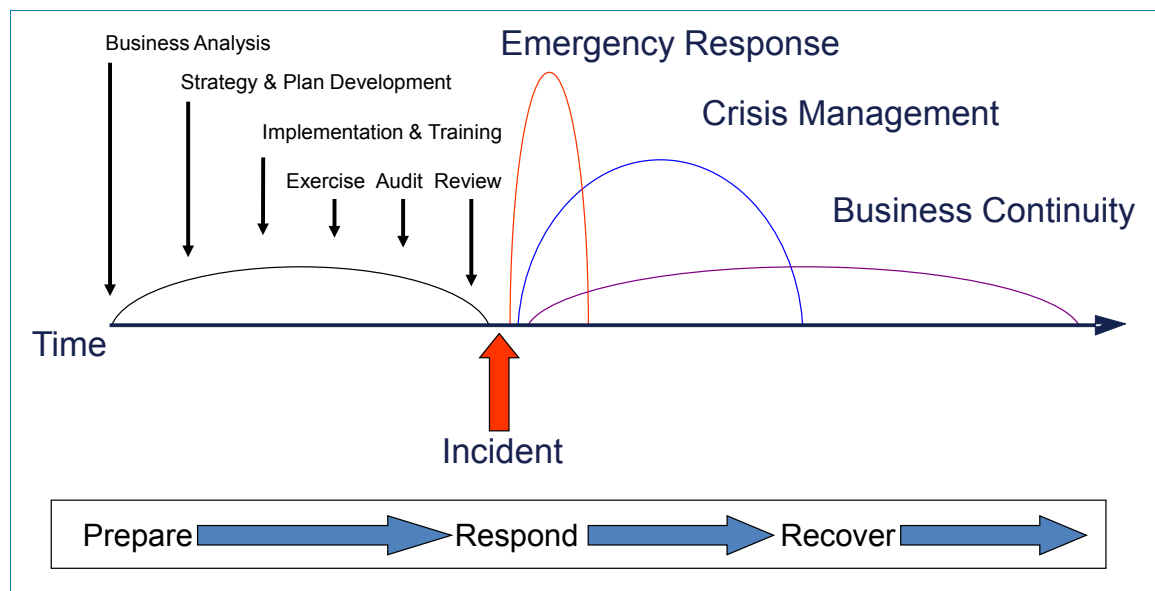 Business Analysis
Emergency Response
Strategy & Plan Development
Crisis Management
Implementation & Training
Exercise Audit Review
Business Continuity
Time
Incident
Prepare Respond Recover